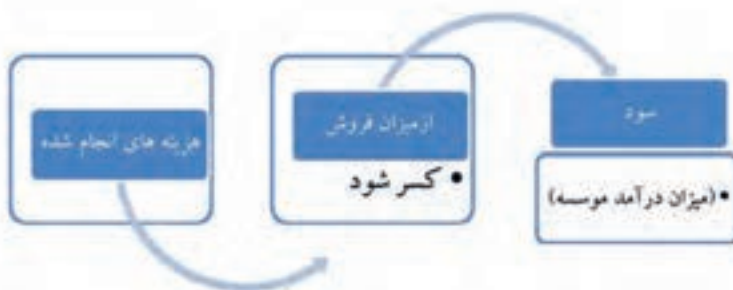 هزینه های انجام شده
ازمیزان فروش
• کسر شود
سود
• (میزان درآمد موسسه)